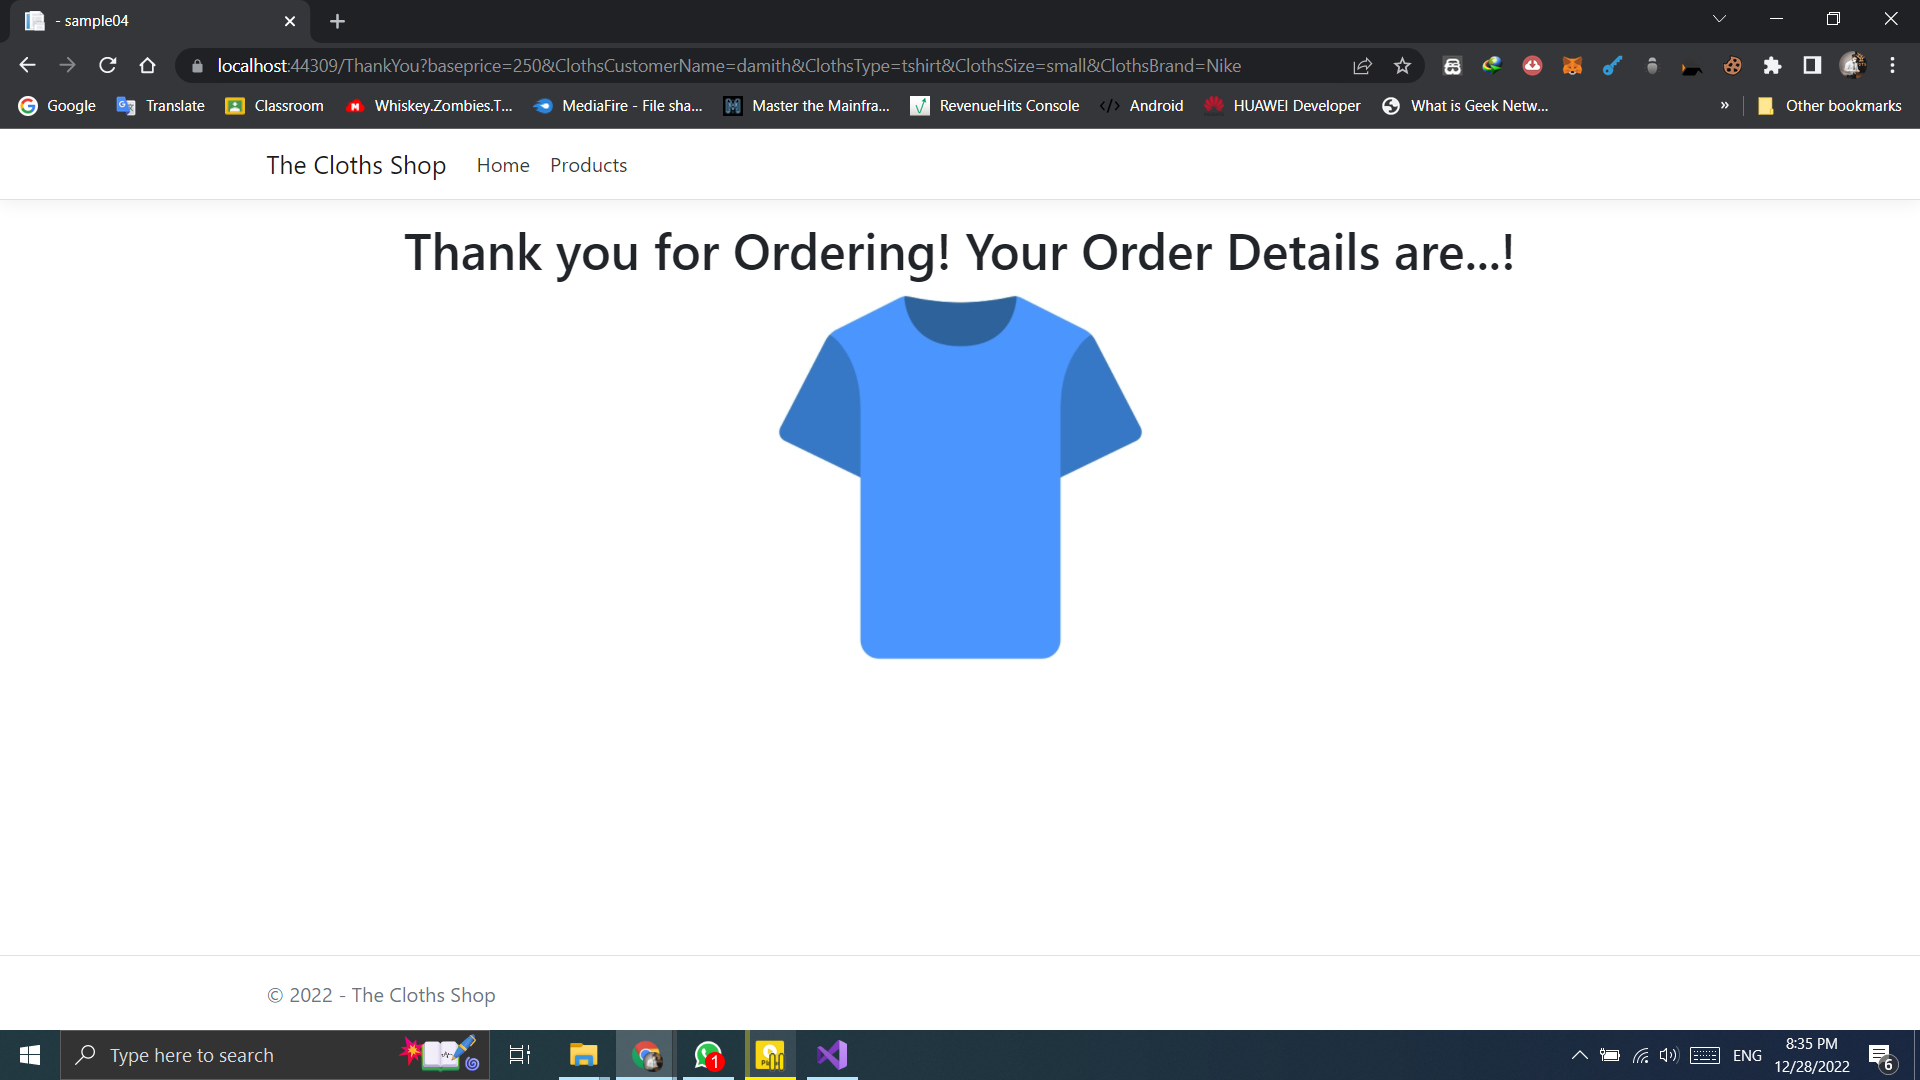 - sample04
localhost:44309/ThankYou?baseprice=250&ClothsCustomerName=damith&ClothsType=tshirt&ClothsSize=small&ClothsBrand=Nike
Google Translate Classroom Whiskey.Zombies.T... MediaFire - File sha... Master the Mainfra... RevenueHits Console Android HUAWEI Developer What is Geek Netw... » Other bookmarks
The Cloths Shop Home Products
Thank you for Ordering! Your Order Details are...!
© 2022 - The Cloths Shop
Type here to search
1
ENG
8:35 PM
12/28/2022
6